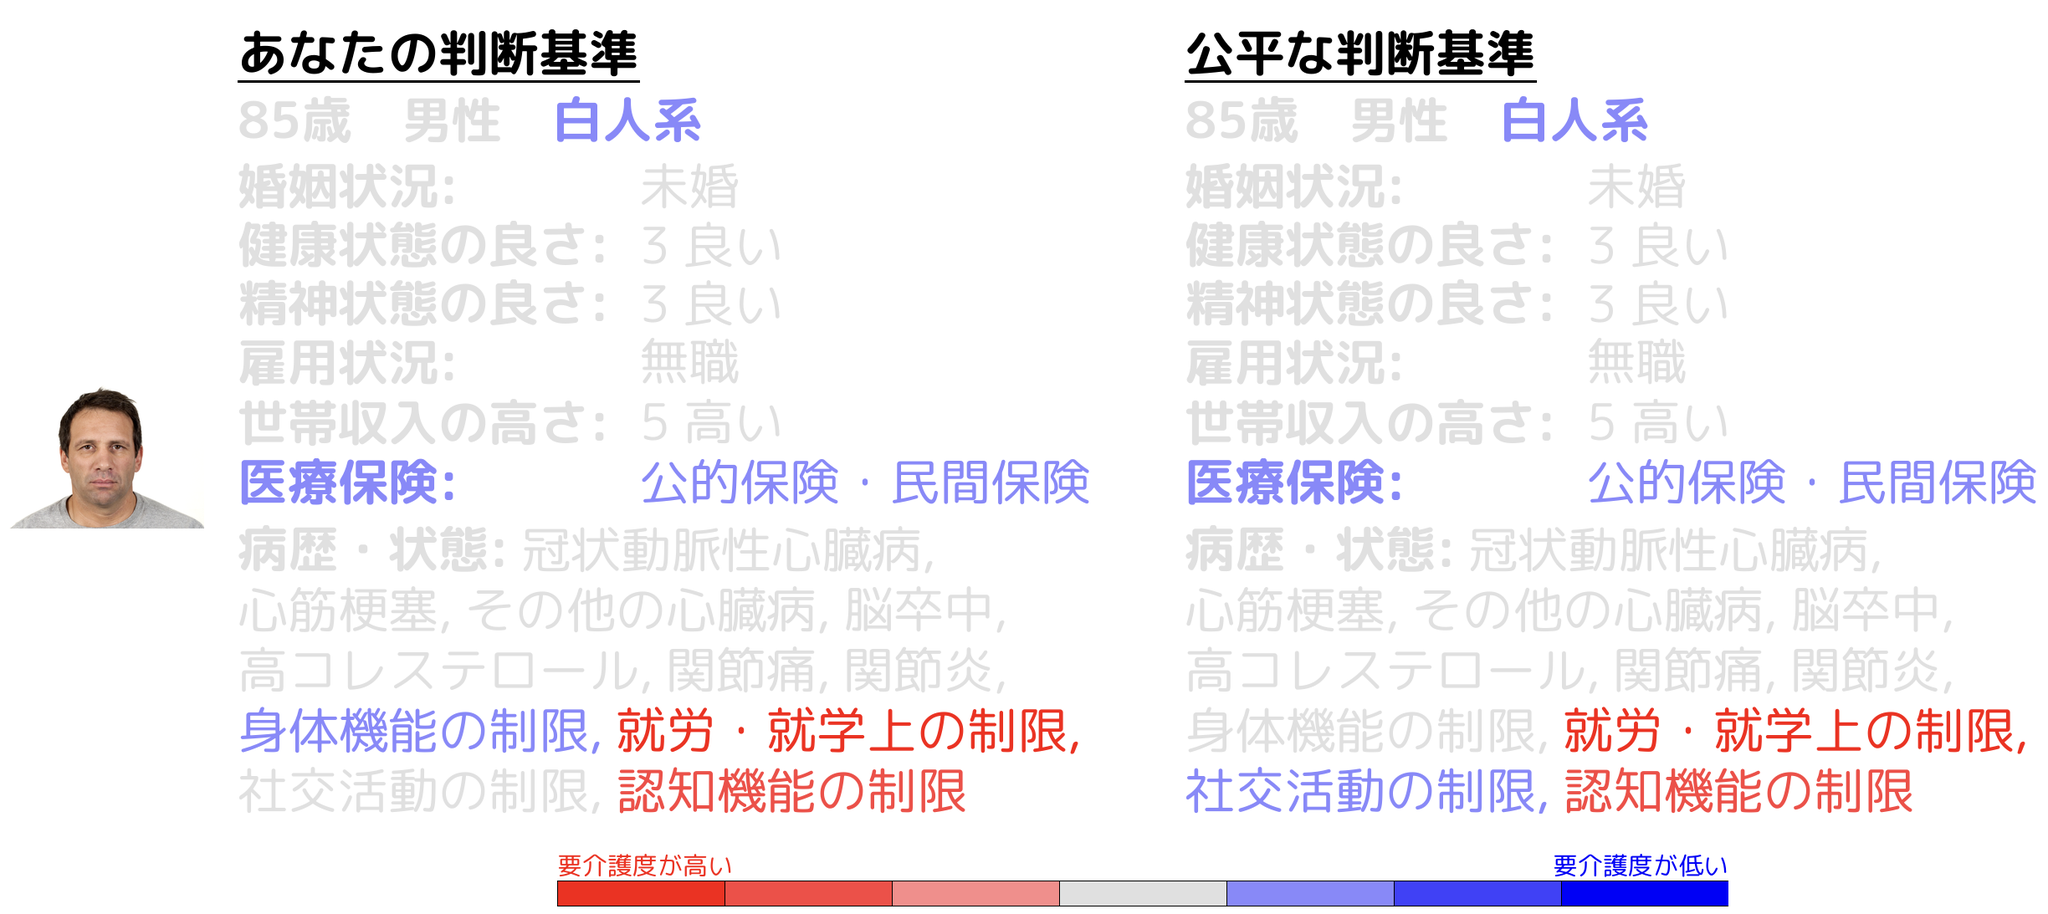 あなたの判断基準
85歳 男性 白人系
婚姻状況: 未婚
健康状態の良さ: 3 良い
精神状態の良さ: 3 良い
雇用状況: 無職
世帯収入の高さ: 5 高い
医療保険: 公的保険・民間保険
病歴・状態: 冠状動脈性心臓病,
心筋梗塞, その他の心臓病, 脳卒中,
高コレステロール, 関節痛, 関節炎,
身体機能の制限, 就労・就学上の制限,
社交活動の制限, 認知機能の制限
公平な判断基準
85歳 男性 白人系
婚姻状況: 未婚
健康状態の良さ: 3 良い
精神状態の良さ: 3 良い
雇用状況: 無職
世帯収入の高さ: 5 高い
医療保険: 公的保険・民間保険
病歴・状態: 冠状動脈性心臓病,
心筋梗塞, その他の心臓病, 脳卒中,
高コレステロール, 関節痛, 関節炎,
身体機能の制限, 就労・就学上の制限,
社交活動の制限, 認知機能の制限
要介護度が高い
要介護度が低い